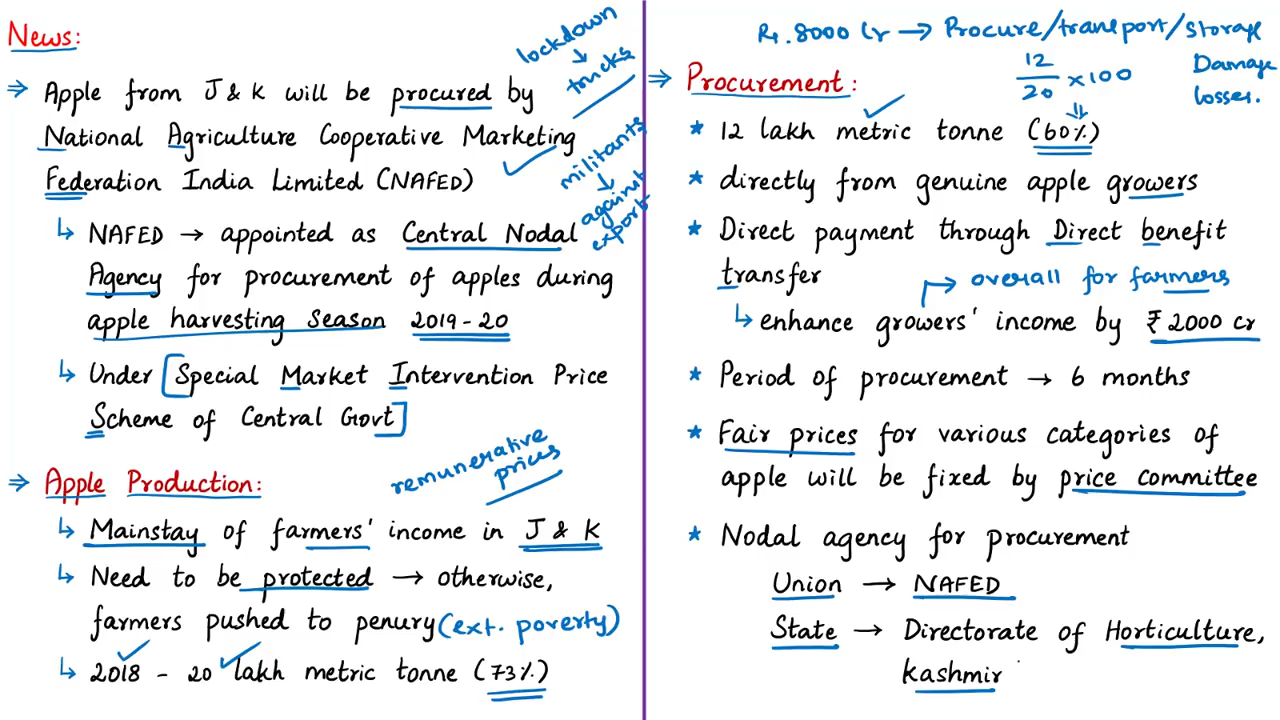 News:
⇒ Apple from J & K will be procured by
National Agriculture Cooperative Marketing
Federation India Limited (NAFED)
↳ NAFED → appointed as Central Nodal
Agency for procurement of apples during
apple harvesting season 2019-20
↳ Under [Special Market Intervention Price
Scheme of Central Govt]
lockdown
↓
trucks
militants
↓
against
export
⇒ Apple Production:
remunerative
prices
↳ Mainstay of farmers' income in J & K
↳ Need to be protected → otherwise,
farmers pushed to penury (ext. poverty)
↳ 2018 - 20 lakh metric tonne (73%)
Rs. 8000 Cr → Procure/transport/storage
Damage
losses.
⇒ Procurement:
12/20 × 100
⇓
* 12 lakh metric tonne (60%)
* directly from genuine apple growers
* Direct payment through Direct benefit
transfer
↳ overall for farmers
↳ enhance growers' income by ₹ 2000 cr
* Period of procurement → 6 months
* Fair prices for various categories of
apple will be fixed by price committee
* Nodal agency for procurement
Union → NAFED
State → Directorate of Horticulture,
Kashmir